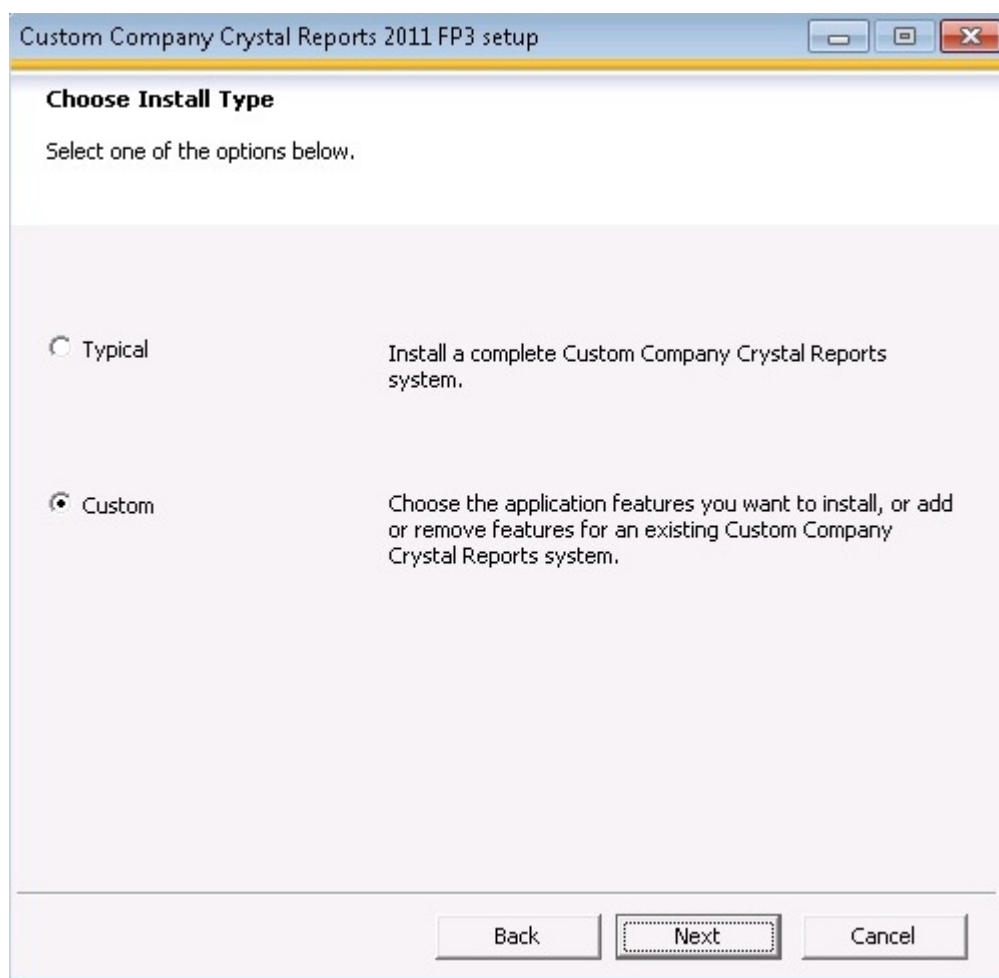 Custom Company Crystal Reports 2011 FP3 setup
Choose Install Type
Select one of the options below.
Typical
Install a complete Custom Company Crystal Reports
system.
Custom
Choose the application features you want to install, or add
or remove features for an existing Custom Company
Crystal Reports system.
Back
Next
Cancel